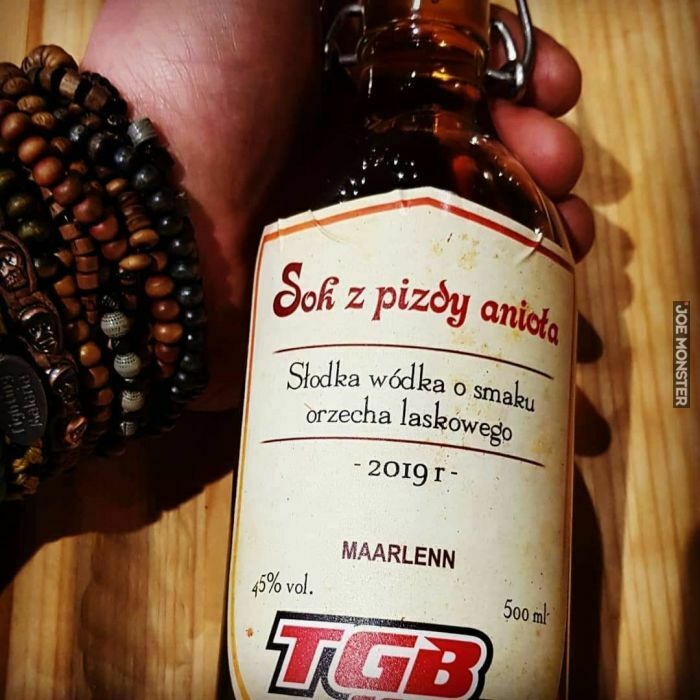 Sok z pizdy anioła
Słodka wódka o smaku
orzecha laskowego
- 2019 r -
MAARLENN
45% vol.
500 ml
TGB
JOE MONSTER